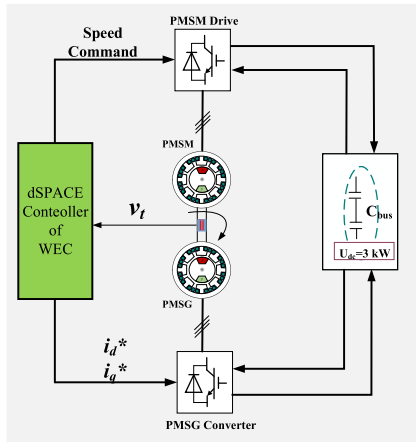 PMSM Drive
Speed
Command
PMSM
dSPACE
Conteoller
of
WEC
v_t
C_bus
U_dc=3 kW
PMSG
i_d*
i_q*
PMSG Converter